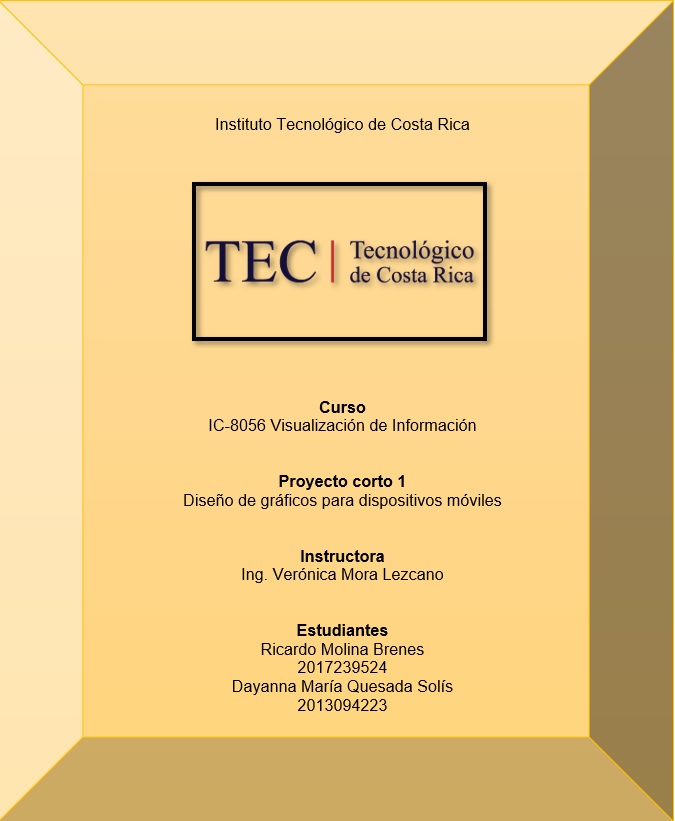 Instituto Tecnológico de Costa Rica
TEC | Tecnológico
de Costa Rica
Curso
IC-8056 Visualización de Información
Proyecto corto 1
Diseño de gráficos para dispositivos móviles
Instructora
Ing. Verónica Mora Lezcano
Estudiantes
Ricardo Molina Brenes
2017239524
Dayanna María Quesada Solís
2013094223